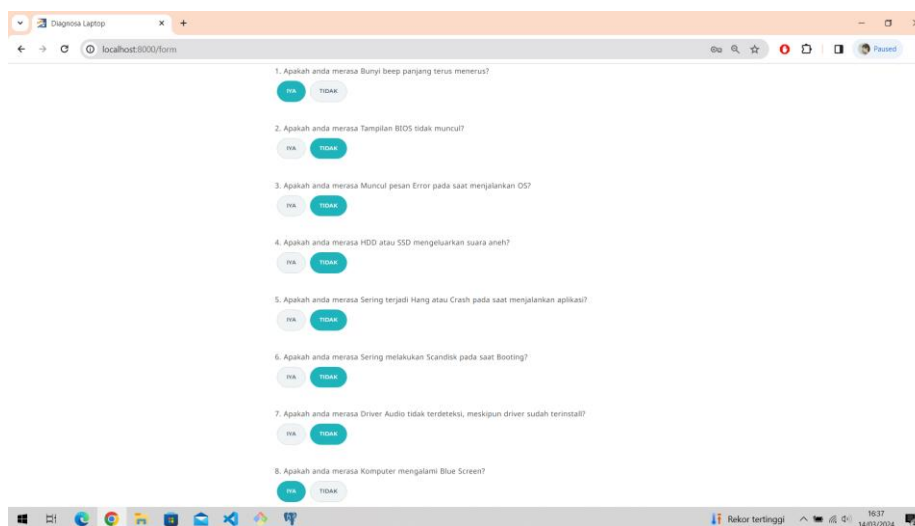 Diagnosa Laptop
localhost:8000/form
Paused
1. Apakah anda merasa Bunyi beep panjang terus menerus?
IYA TIDAK
2. Apakah anda merasa Tampilan BIOS tidak muncul?
IYA TIDAK
3. Apakah anda merasa Muncul pesan Error pada saat menjalankan OS?
IYA TIDAK
4. Apakah anda merasa HDD atau SSD mengeluarkan suara aneh?
IYA TIDAK
5. Apakah anda merasa Sering terjadi Hang atau Crash pada saat menjalankan aplikasi?
IYA TIDAK
6. Apakah anda merasa Sering melakukan Scandisk pada saat Booting?
IYA TIDAK
7. Apakah anda merasa Driver Audio tidak terdeteksi, meskipun driver sudah terinstall?
IYA TIDAK
8. Apakah anda merasa Komputer mengalami Blue Screen?
IYA TIDAK
Rekor tertinggi
16:37
14/03/2024